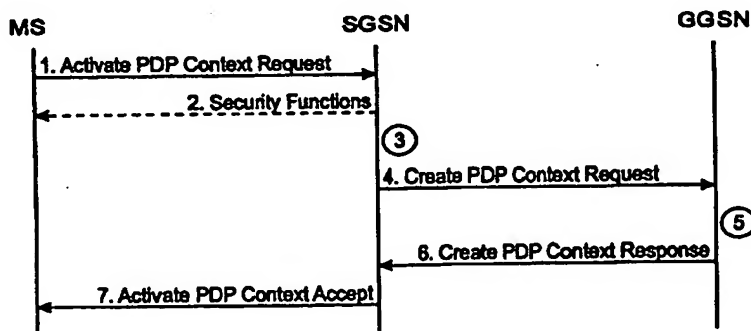 MS SGSN GGSN
1. Activate PDP Context Request
2. Security Functions
3
4. Create PDP Context Request
5
6. Create PDP Context Response
7. Activate PDP Context Accept